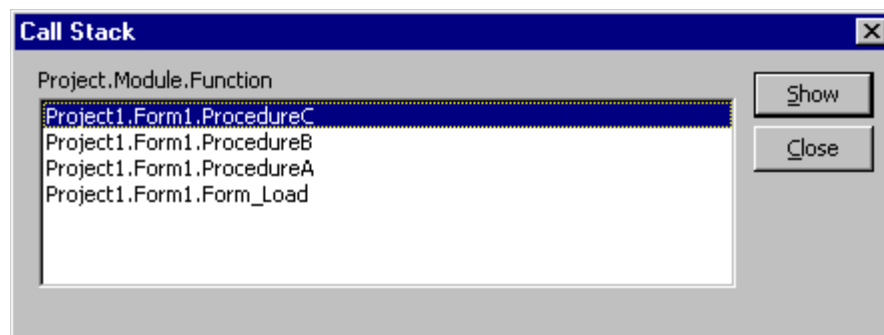 Call Stack
Project.Module.Function
Project1.Form1.ProcedureC
Project1.Form1.ProcedureB
Project1.Form1.ProcedureA
Project1.Form1.Form_Load
Show
Close